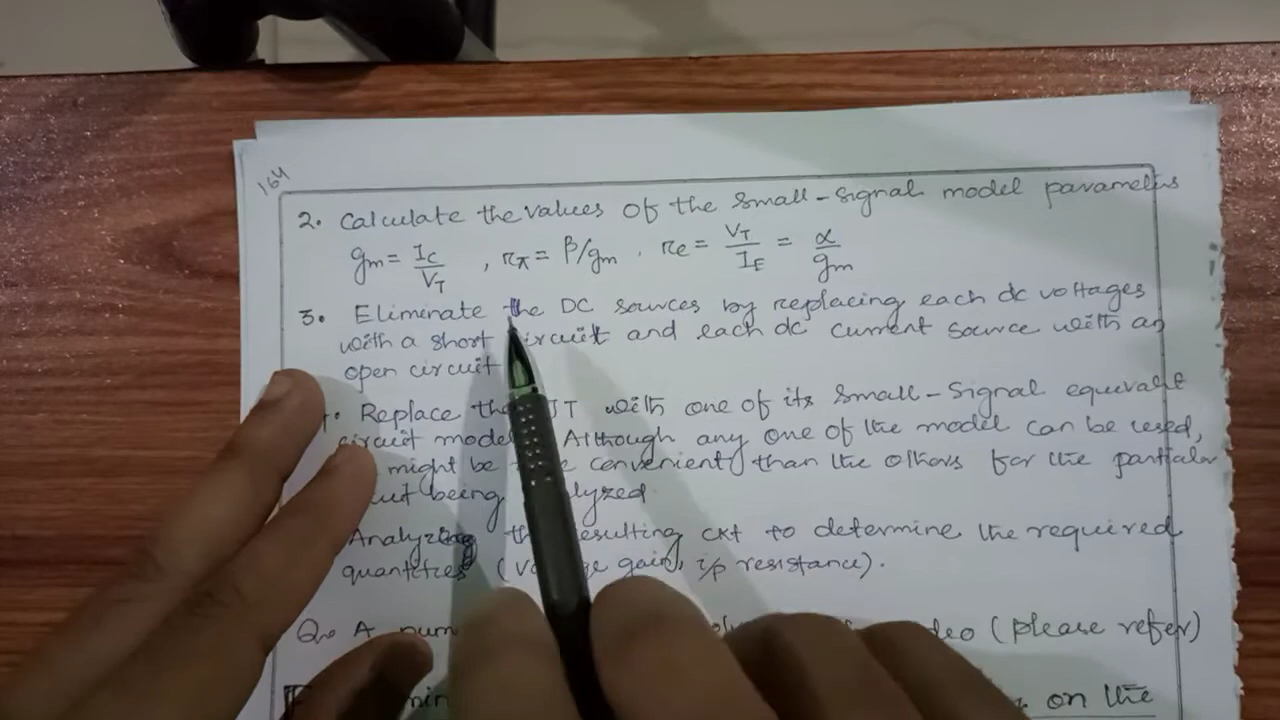 164
2. Calculate the values of the small-signal model parameters
gm = IC/VT , rπ = β/gm , re = VT/IE = α/gm
3. Eliminate the DC sources by replacing each dc voltages
with a short circuit and each dc current source with an
open circuit
Replace the BJT with one of its small-signal equivalent
circuit model. Although any one of the model can be used,
might be convenient than the others for the
being
Analyzing the resulting ckt to determine the required
quantities (voltage gain, i/p resistance).
Q. A (please refer)
on the